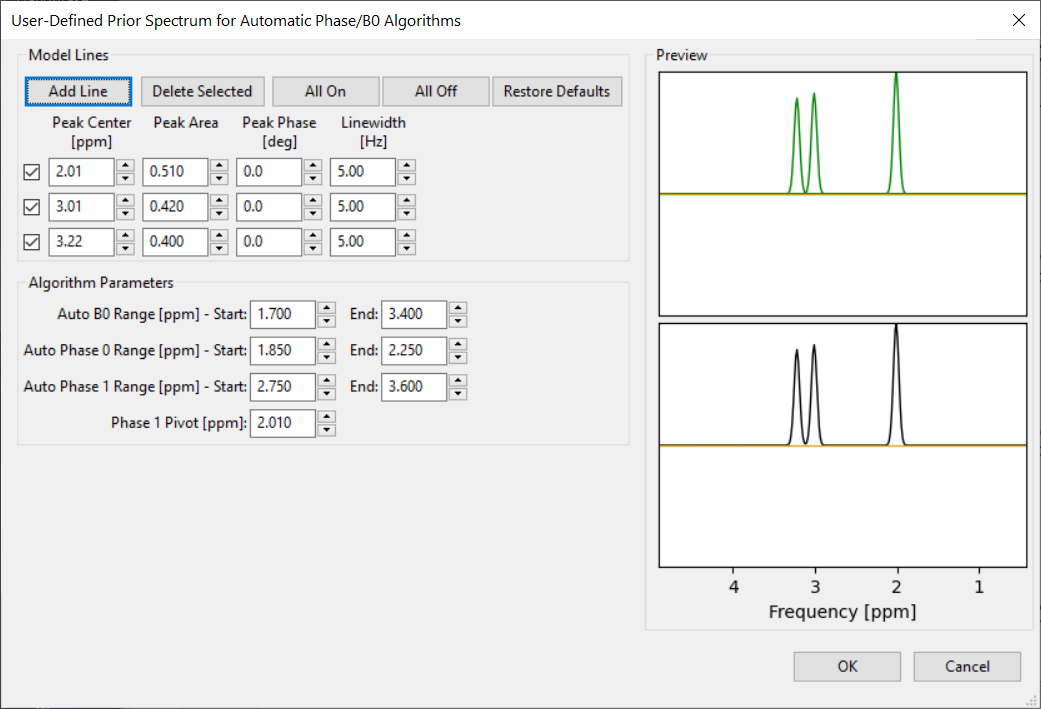 User-Defined Prior Spectrum for Automatic Phase/B0 Algorithms
Model Lines
Add Line Delete Selected All On All Off Restore Defaults
Peak Center Peak Area Peak Phase Linewidth
[ppm] [deg] [Hz]
2.01 0.510 0.0 5.00
3.01 0.420 0.0 5.00
3.22 0.400 0.0 5.00
Algorithm Parameters
Auto B0 Range [ppm] - Start: 1.700 End: 3.400
Auto Phase 0 Range [ppm] - Start: 1.850 End: 2.250
Auto Phase 1 Range [ppm] - Start: 2.750 End: 3.600
Phase 1 Pivot [ppm]: 2.010
Preview
4 3 2 1
Frequency [ppm]
OK Cancel